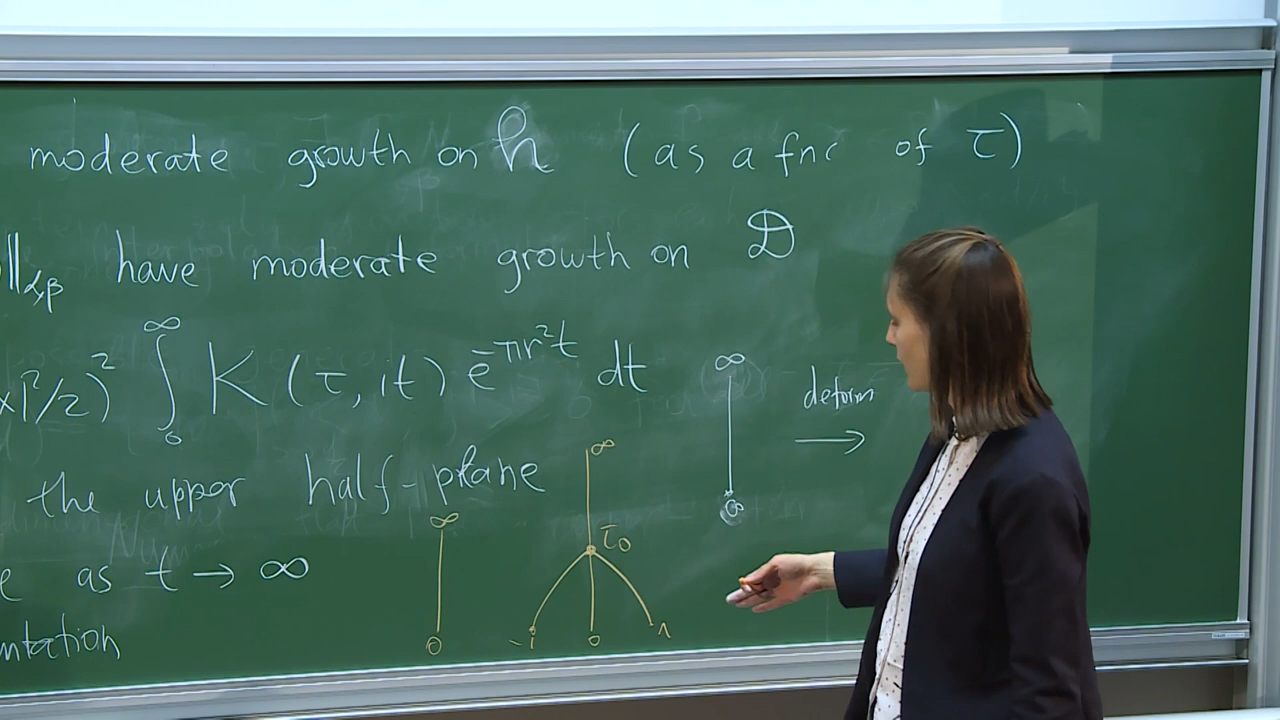 moderate growth on h (as a fnc of τ)
‖α,β have moderate growth on D
x|²/2)² ∫₀^∞ K(τ, it) e^{-πr²t} dt
∞
0
deform
→
the upper half-plane
∞
0
∞
τ₀
-1 0 1
e as t → ∞
ntation